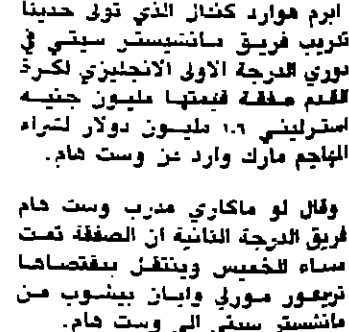 ابرم هوارد كندال الذي تولى حديثا
تدريب فريق مانشيستر سيتي في
دوري الدرجة الاولى الانجليزي لكرة
القدم صفقة قيمتها مليون جنيه
استرليني ١.٦ مليون دولار لشراء
المهاجم مارك وارد من وست هام.
وقال لو ماكاري مدرب وست هام
فريق الدرجة الثانية ان الصفقة تمت
مساء الخميس وينتقل بمقتضاها
تريفور مورلي وايان بيشوب من
مانشستر سيتي الى وست هام.